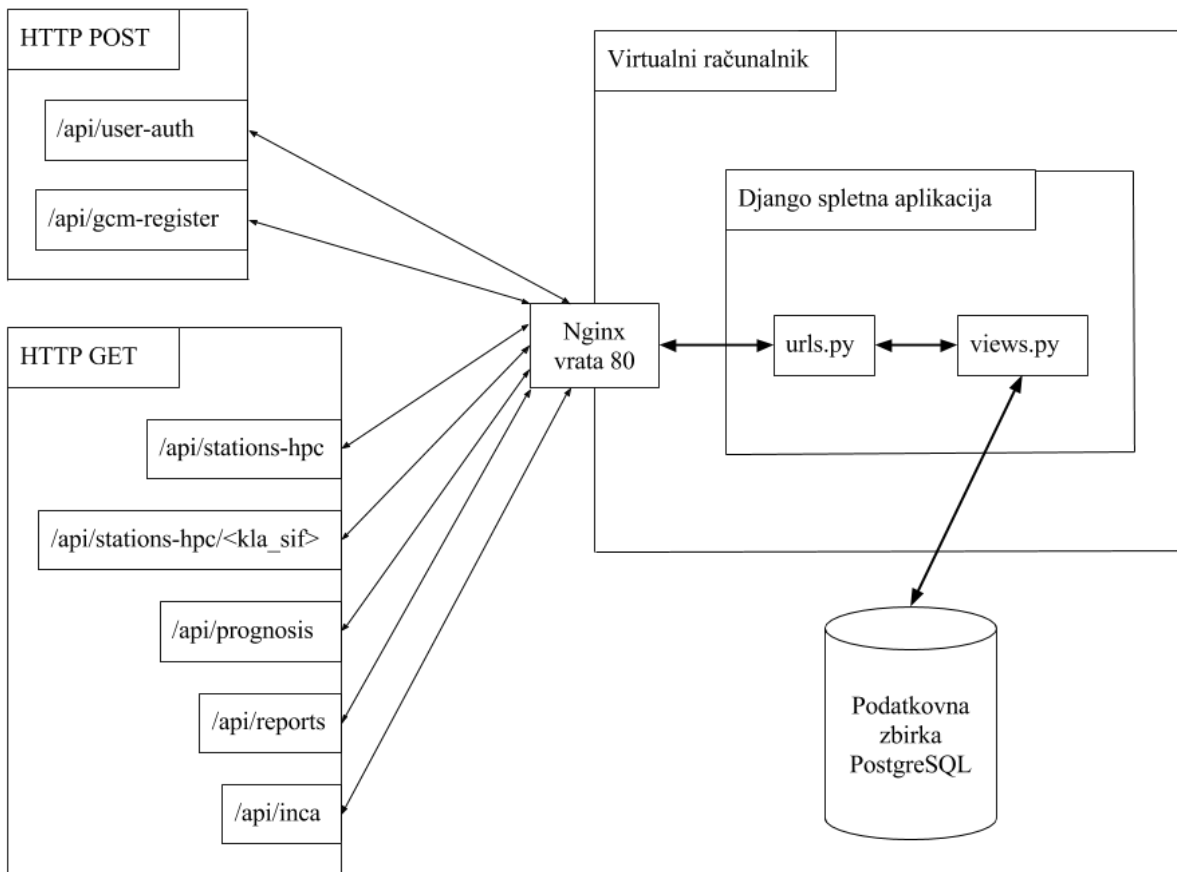 HTTP POST
/api/user-auth
/api/gcm-register
HTTP GET
/api/stations-hpc
/api/stations-hpc/<kla_sif>
/api/prognosis
/api/reports
/api/inca
Nginx
vrata 80
Virtualni računalnik
Django spletna aplikacija
urls.py
views.py
Podatkovna
zbirka
PostgreSQL